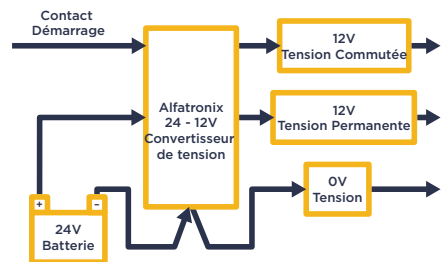 Contact
Démarrage
12V
Tension Commutée
Alfatronix
24 - 12V
Convertisseur
de tension
12V
Tension Permanente
0V
Tension
+
-
24V
Batterie